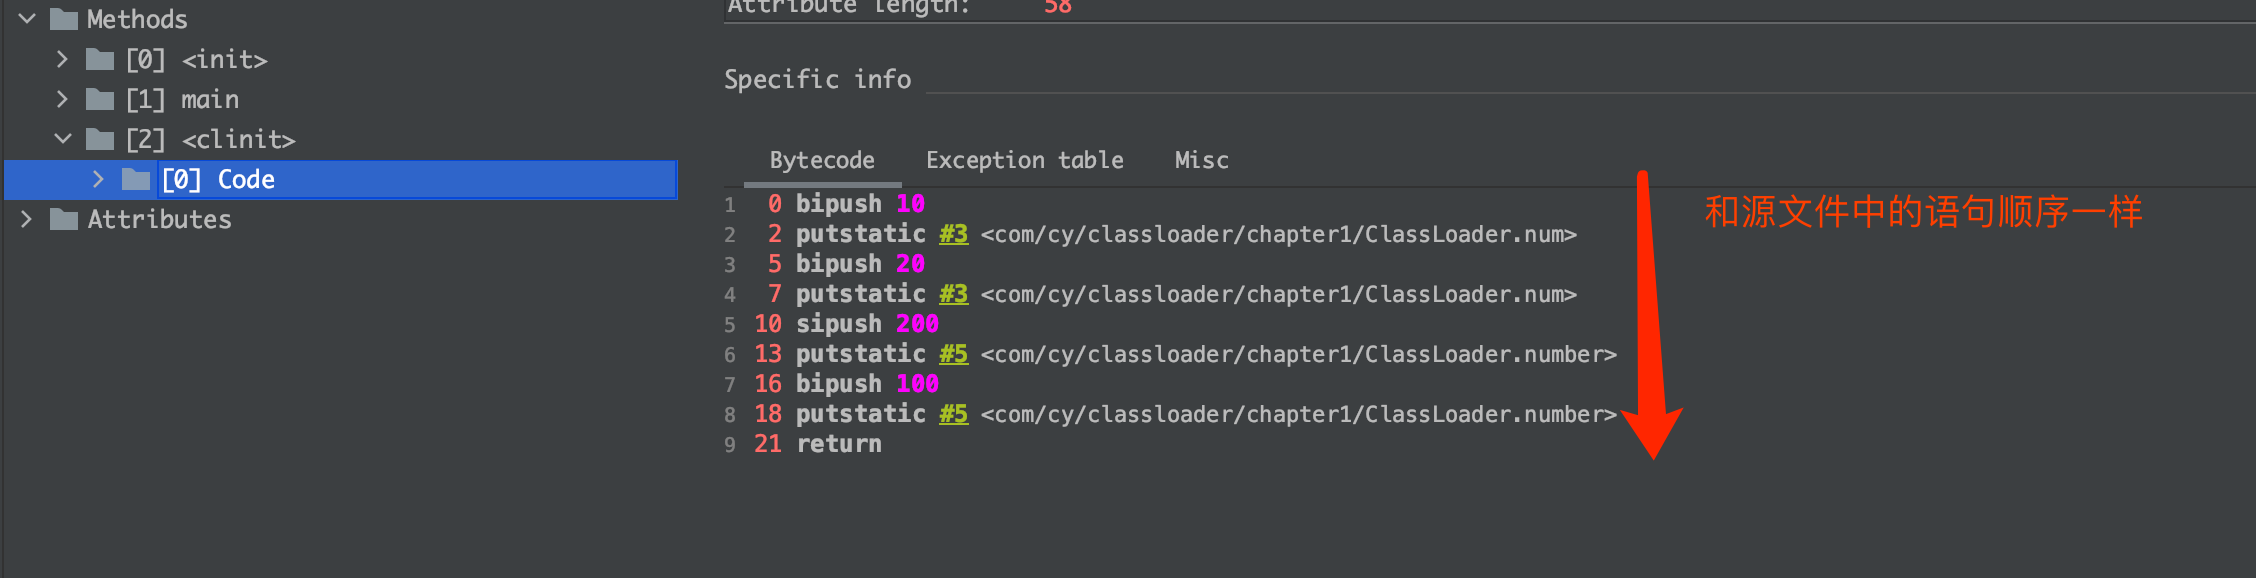 Methods
[0] <init>
[1] main
[2] <clinit>
[0] Code
Attributes
Attribute length: 58
Specific info
Bytecode Exception table Misc
1 0 bipush 10
2 2 putstatic #3 <com/cy/classloader/chapter1/ClassLoader.num>
3 5 bipush 20
4 7 putstatic #3 <com/cy/classloader/chapter1/ClassLoader.num>
5 10 sipush 200
6 13 putstatic #5 <com/cy/classloader/chapter1/ClassLoader.number>
7 16 bipush 100
8 18 putstatic #5 <com/cy/classloader/chapter1/ClassLoader.number>
9 21 return
和源文件中的语句顺序一样